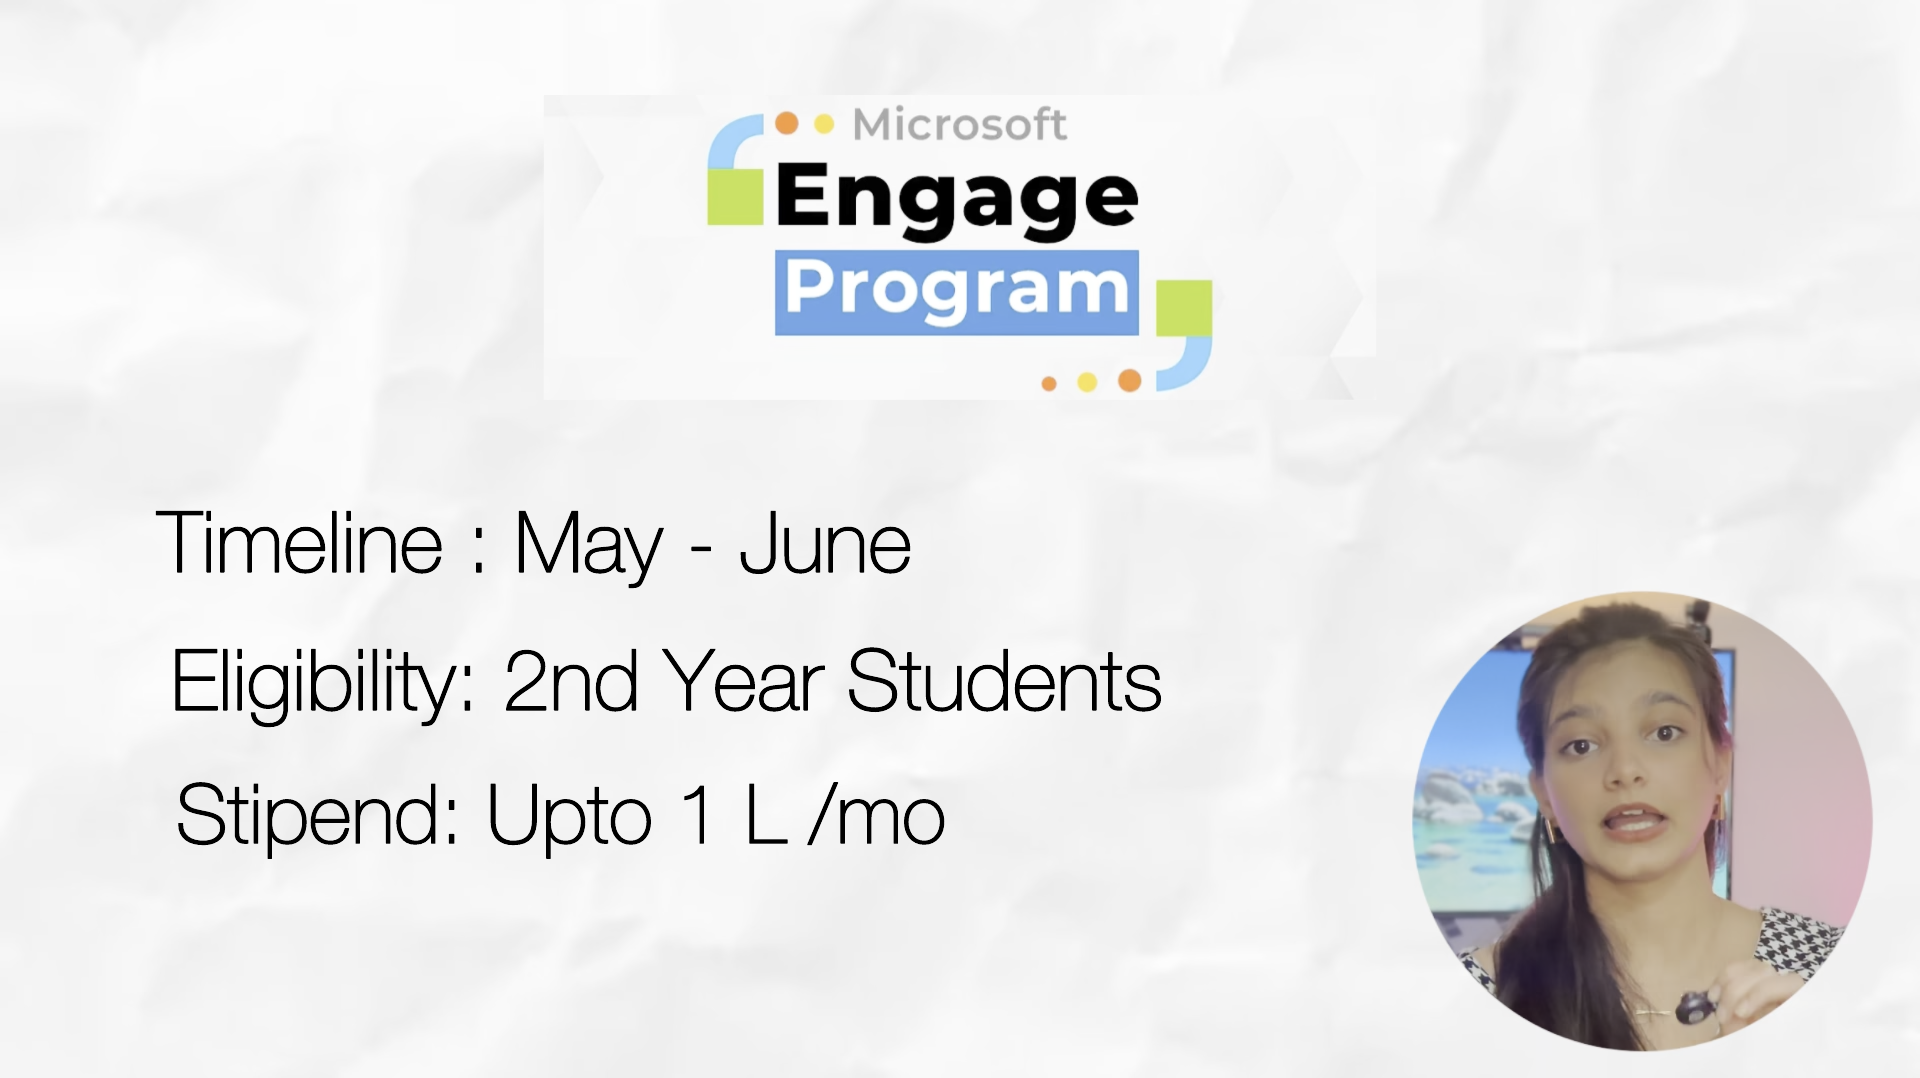 Microsoft
Engage
Program
Timeline : May - June
Eligibility: 2nd Year Students
Stipend: Upto 1 L /mo